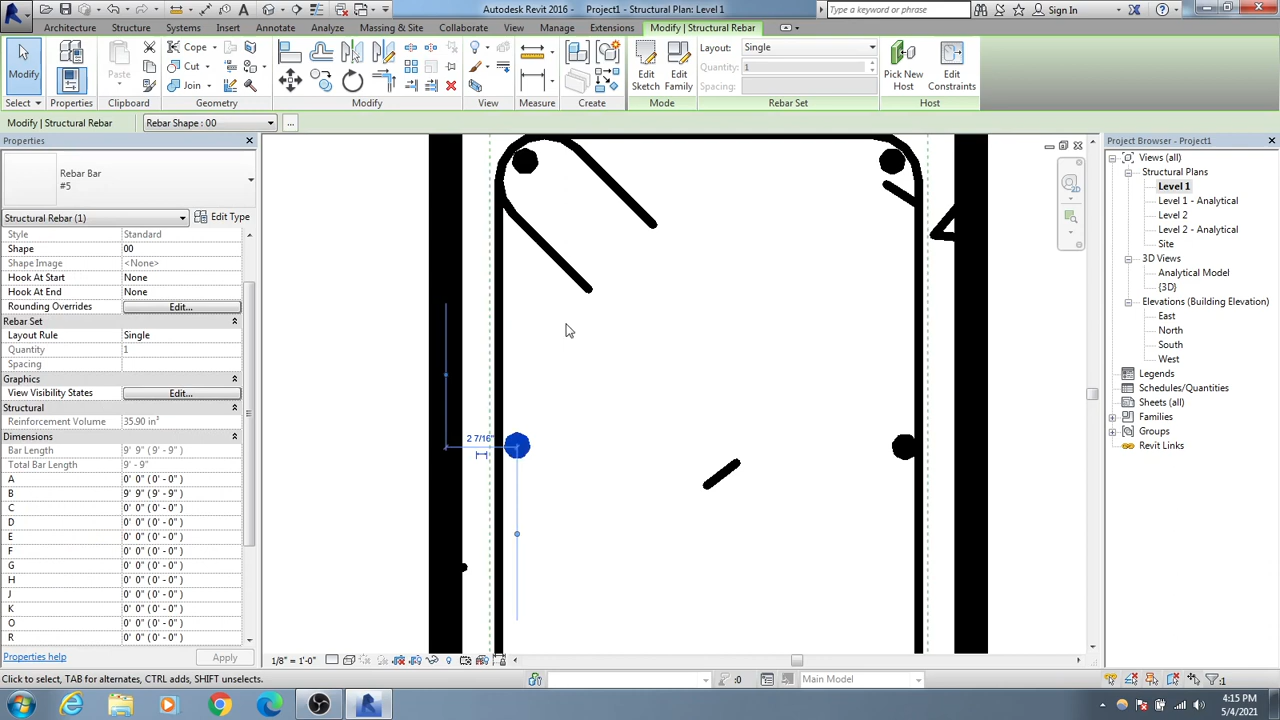 Autodesk Revit 2016 - Project1 - Structural Plan: Level 1
Type a keyword or phrase
Sign In
Architecture Structure Systems Insert Annotate Analyze Massing & Site Collaborate View Manage Extensions Modify | Structural Rebar
Modify
Paste
Cope
Cut
Join
Edit Sketch
Edit Family
Layout: Single
Quantity: 1
Spacing:
Pick New Host
Edit Constraints
Select Properties Clipboard Geometry Modify View Measure Create Mode Rebar Set Host
Modify | Structural Rebar
Rebar Shape : 00
...
Properties
Rebar Bar
#5
Structural Rebar (1)
Edit Type
Style Standard
Shape 00
Shape Image <None>
Hook At Start None
Hook At End None
Rounding Overrides Edit...
Rebar Set
Layout Rule Single
Quantity 1
Spacing
Graphics
View Visibility States Edit...
Structural
Reinforcement Volume 35.90 in³
Dimensions
Bar Length 9' 9" (9' - 9")
Total Bar Length 9' - 9"
A 0' 0" (0' - 0")
B 9' 9" (9' - 9")
C 0' 0" (0' - 0")
D 0' 0" (0' - 0")
E 0' 0" (0' - 0")
F 0' 0" (0' - 0")
G 0' 0" (0' - 0")
H 0' 0" (0' - 0")
J 0' 0" (0' - 0")
K 0' 0" (0' - 0")
O 0' 0" (0' - 0")
R 0' 0" (0' - 0")
Properties help
Apply
2 7/16"
2D
Project Browser - Project1
Views (all)
Structural Plans
Level 1
Level 1 - Analytical
Level 2
Level 2 - Analytical
Site
3D Views
Analytical Model
{3D}
Elevations (Building Elevation)
East
North
South
West
Legends
Schedules/Quantities
Sheets (all)
Families
Groups
Revit Links
1/8" = 1'-0"
Click to select, TAB for alternates, CTRL adds, SHIFT unselects.
:0
Main Model
:1
4:15 PM
5/4/2021